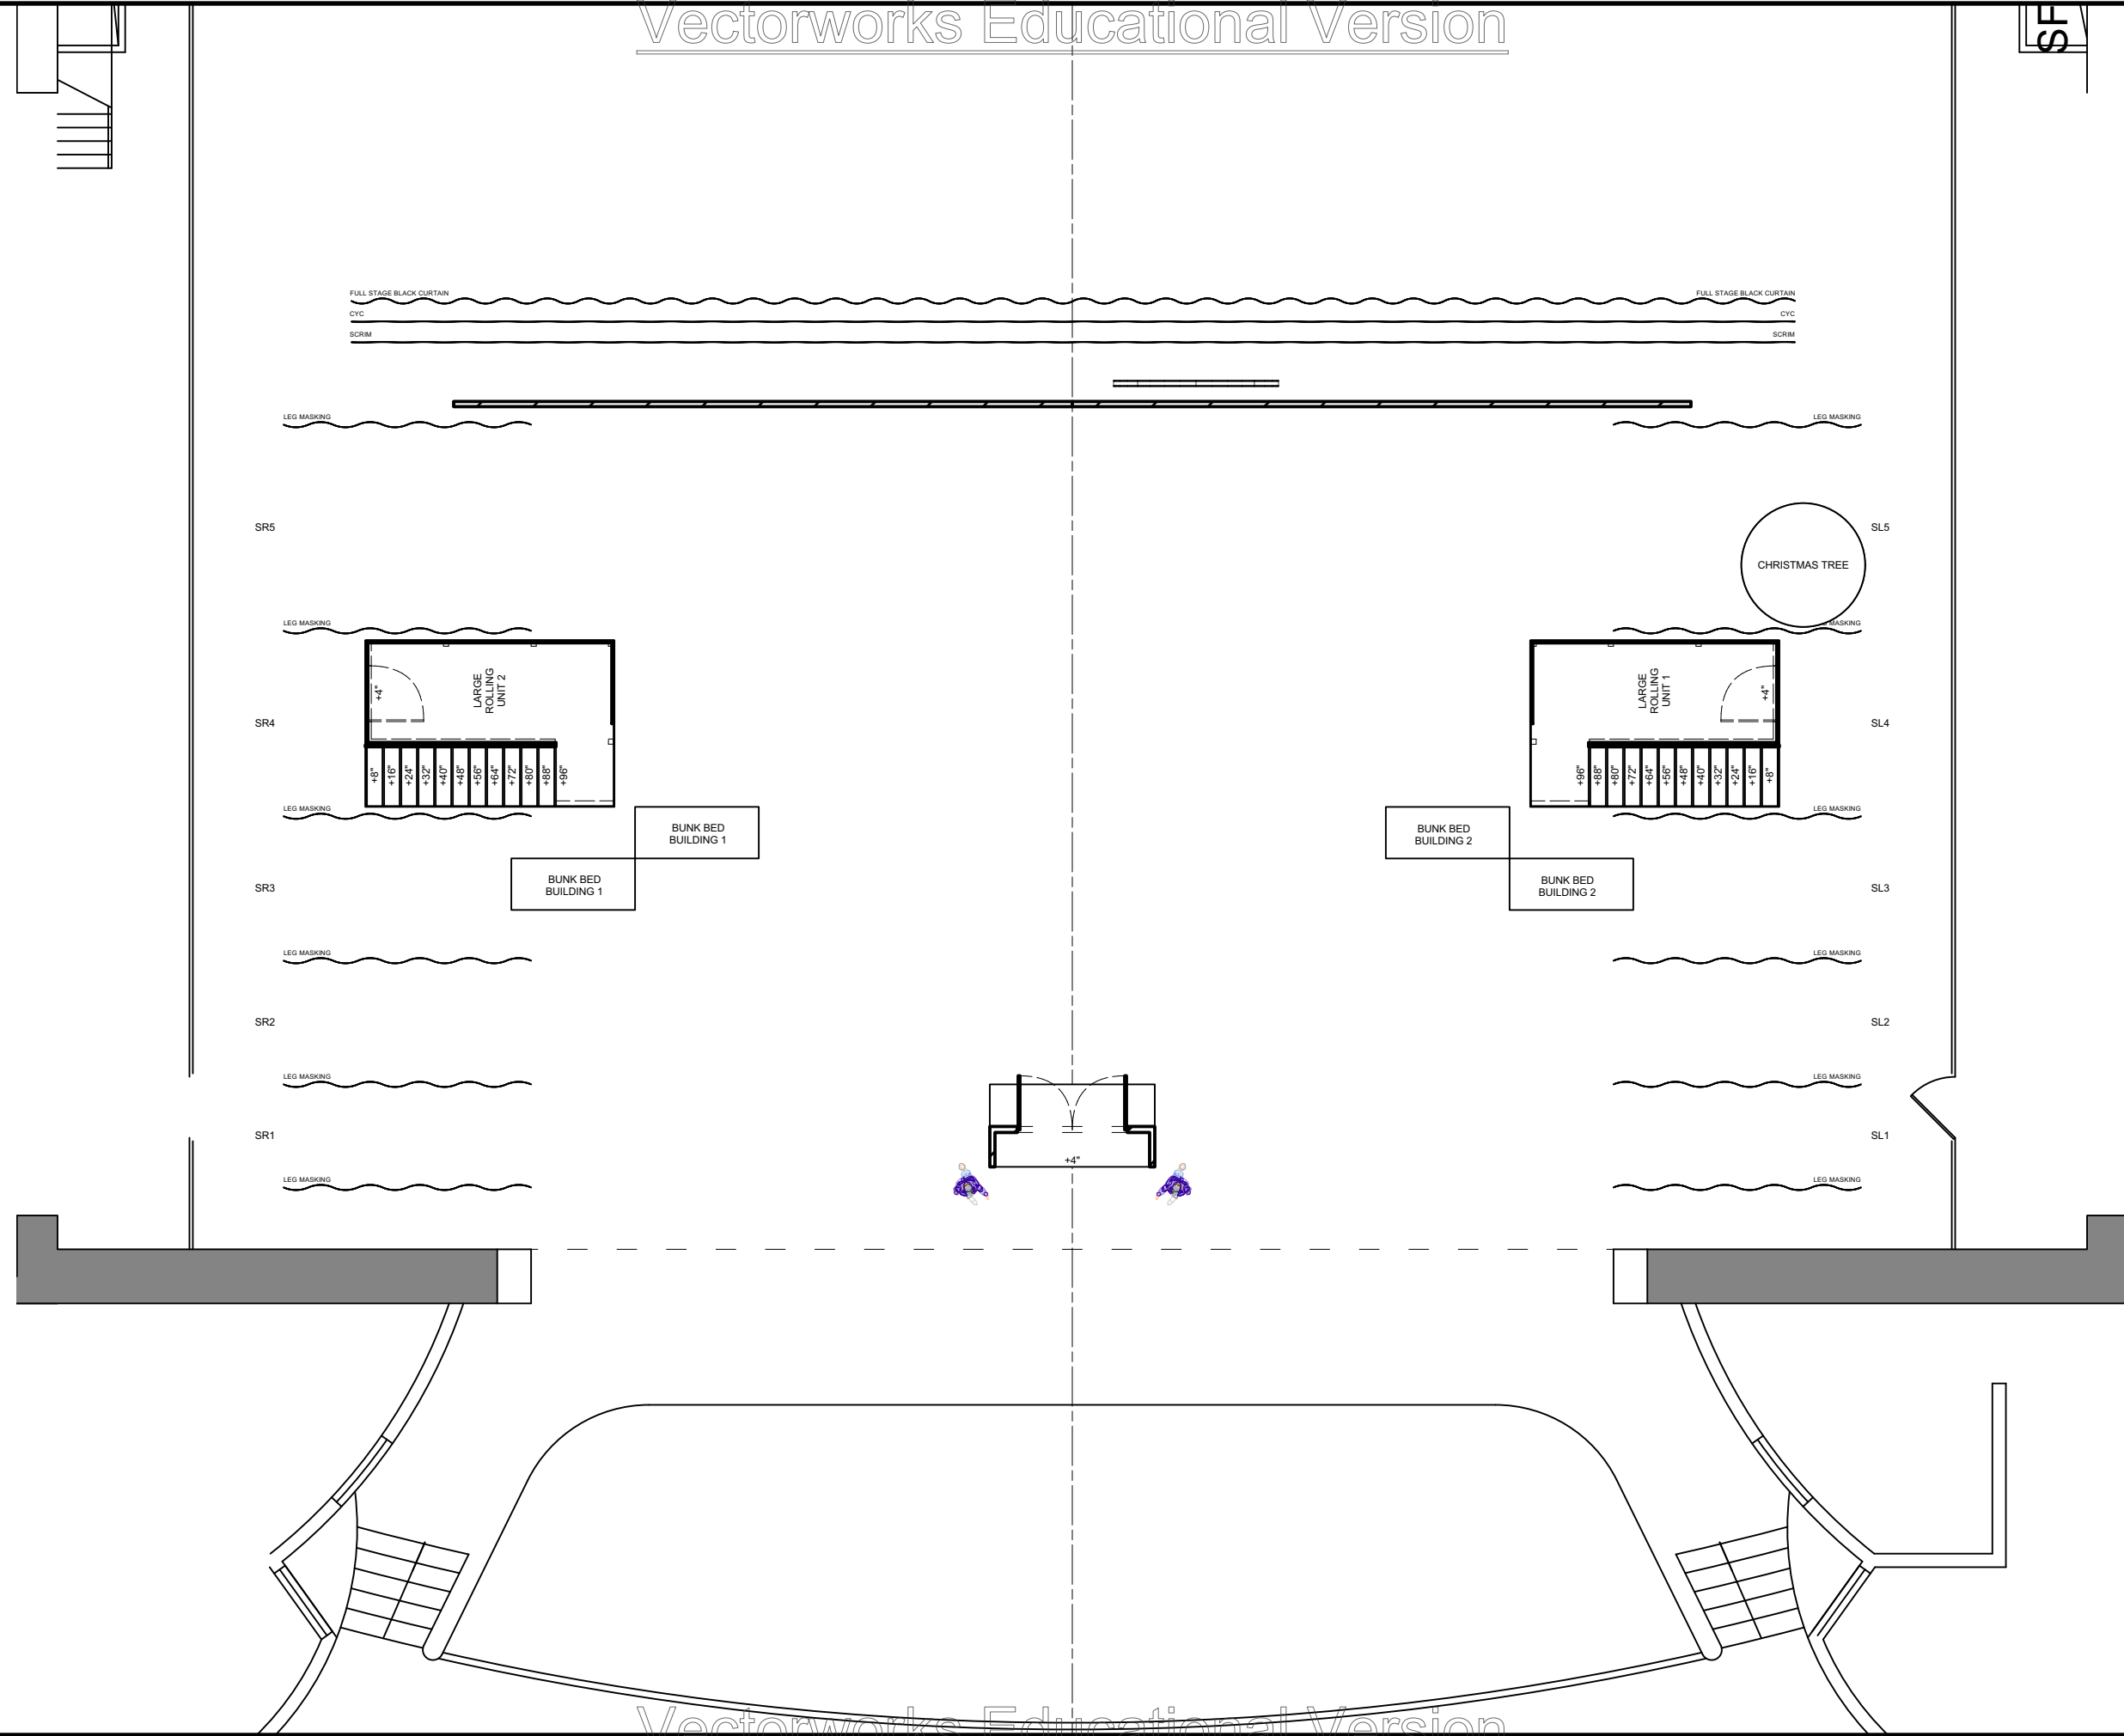 Vectorworks Educational Version
SF
FULL STAGE BLACK CURTAIN
FULL STAGE BLACK CURTAIN
CYC
CYC
SCRIM
SCRIM
LEG MASKING
LEG MASKING
SR5
SL5
CHRISTMAS TREE
LEG MASKING
MASKING
+4"
LARGE
ROLLING
UNIT 2
LARGE
ROLLING
UNIT 1
+4"
SR4
SL4
+8"
+16"
+24"
+32"
+40"
+48"
+56"
+64"
+72"
+80"
+88"
+96"
+96"
+88"
+80"
+72"
+64"
+56"
+48"
+40"
+32"
+24"
+16"
+8"
LEG MASKING
LEG MASKING
BUNK BED
BUILDING 1
BUNK BED
BUILDING 2
BUNK BED
BUILDING 1
BUNK BED
BUILDING 2
SR3
SL3
LEG MASKING
LEG MASKING
SR2
SL2
LEG MASKING
LEG MASKING
SR1
SL1
+4"
LEG MASKING
LEG MASKING
Vectorworks Educational Version